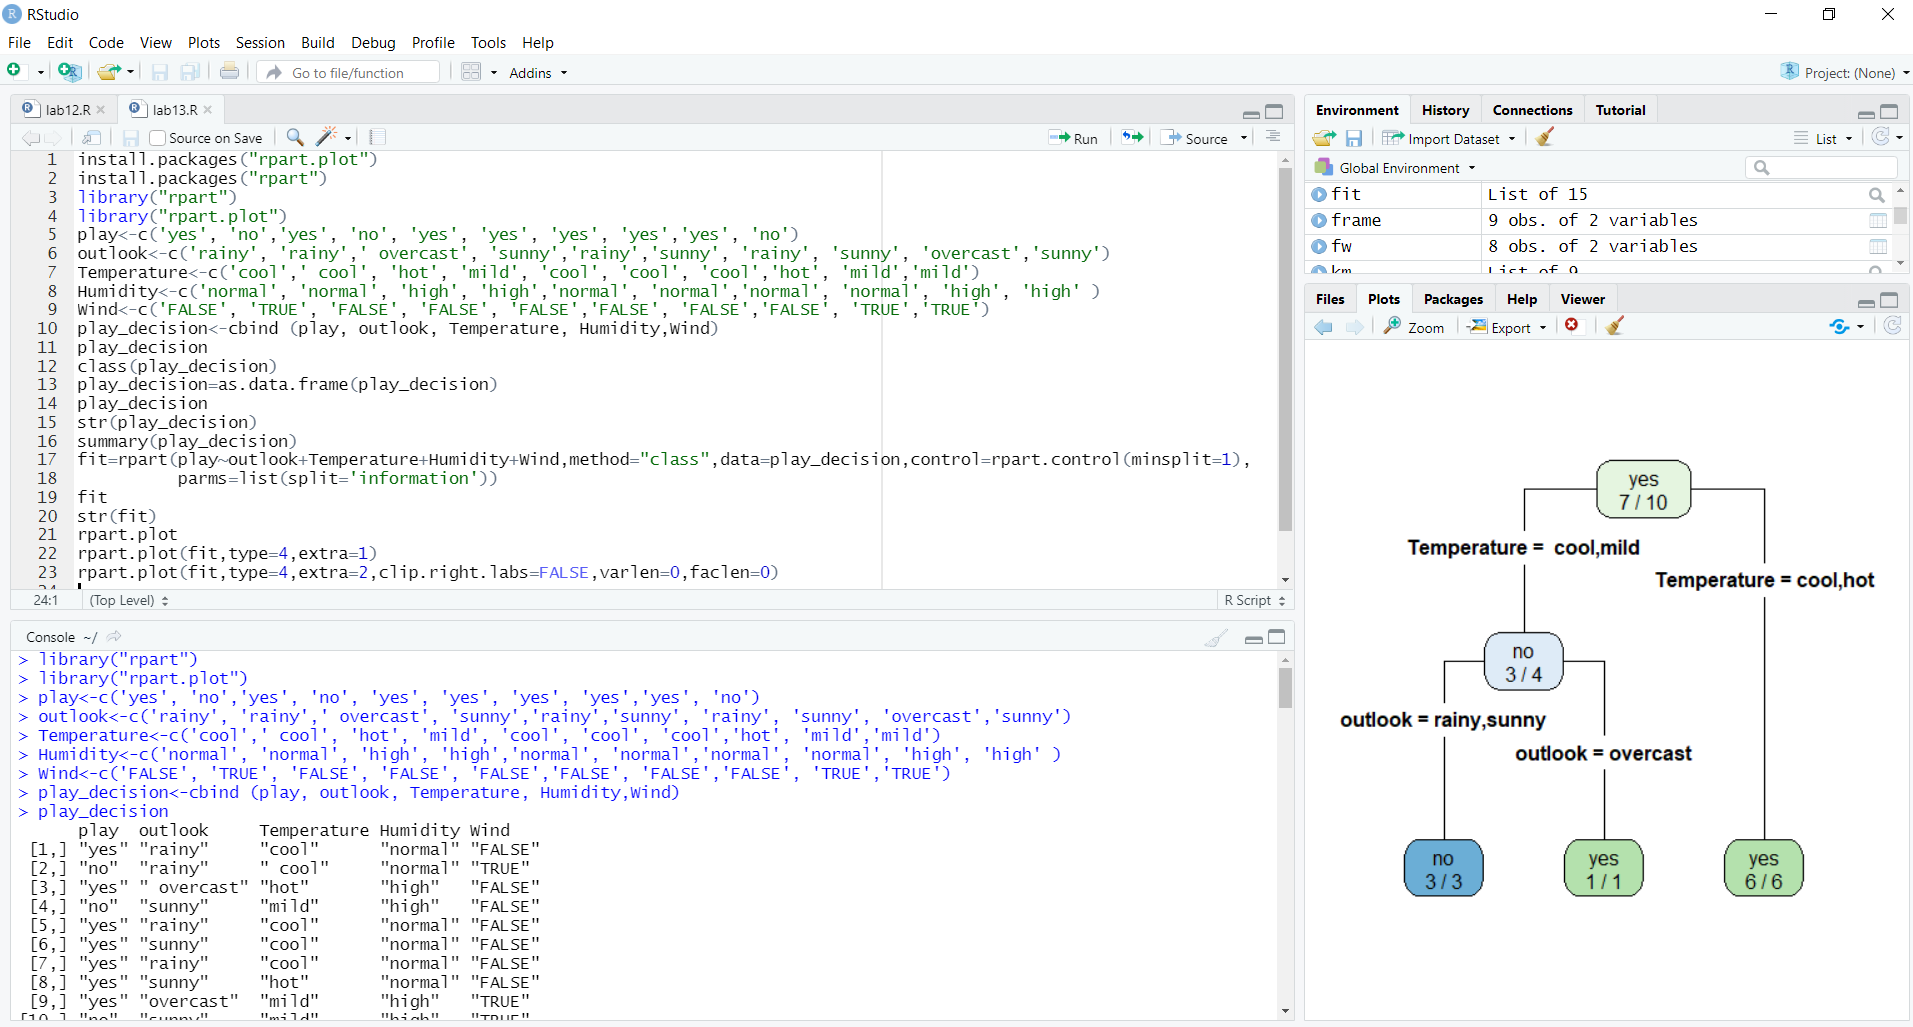 RStudio
File Edit Code View Plots Session Build Debug Profile Tools Help
Go to file/function Addins Project: (None)
lab12.R lab13.R
Source on Save Run Source
1 install.packages("rpart.plot")
2 install.packages("rpart")
3 library("rpart")
4 library("rpart.plot")
5 play<-c('yes', 'no','yes', 'no', 'yes', 'yes', 'yes', 'yes','yes', 'no')
6 outlook<-c('rainy', 'rainy',' overcast', 'sunny','rainy','sunny', 'rainy', 'sunny', 'overcast','sunny')
7 Temperature<-c('cool',' cool', 'hot', 'mild', 'cool', 'cool', 'cool','hot', 'mild','mild')
8 Humidity<-c('normal', 'normal', 'high', 'high','normal', 'normal','normal', 'normal', 'high', 'high' )
9 Wind<-c('FALSE', 'TRUE', 'FALSE', 'FALSE', 'FALSE','FALSE', 'FALSE','FALSE', 'TRUE','TRUE')
10 play_decision<-cbind (play, outlook, Temperature, Humidity,Wind)
11 play_decision
12 class(play_decision)
13 play_decision=as.data.frame(play_decision)
14 play_decision
15 str(play_decision)
16 summary(play_decision)
17 fit=rpart(play~outlook+Temperature+Humidity+Wind,method="class",data=play_decision,control=rpart.control(minsplit=1),
18 parms=list(split='information'))
19 fit
20 str(fit)
21 rpart.plot
22 rpart.plot(fit,type=4,extra=1)
23 rpart.plot(fit,type=4,extra=2,clip.right.labs=FALSE,varlen=0,faclen=0)
24:1 (Top Level) R Script
Console ~/
> library("rpart")
> library("rpart.plot")
> play<-c('yes', 'no','yes', 'no', 'yes', 'yes', 'yes', 'yes','yes', 'no')
> outlook<-c('rainy', 'rainy',' overcast', 'sunny','rainy','sunny', 'rainy', 'sunny', 'overcast','sunny')
> Temperature<-c('cool',' cool', 'hot', 'mild', 'cool', 'cool', 'cool','hot', 'mild','mild')
> Humidity<-c('normal', 'normal', 'high', 'high','normal', 'normal','normal', 'normal', 'high', 'high' )
> Wind<-c('FALSE', 'TRUE', 'FALSE', 'FALSE', 'FALSE','FALSE', 'FALSE','FALSE', 'TRUE','TRUE')
> play_decision<-cbind (play, outlook, Temperature, Humidity,Wind)
> play_decision
play outlook Temperature Humidity Wind
[1,] "yes" "rainy" "cool" "normal" "FALSE"
[2,] "no" "rainy" " cool" "normal" "TRUE"
[3,] "yes" " overcast" "hot" "high" "FALSE"
[4,] "no" "sunny" "mild" "high" "FALSE"
[5,] "yes" "rainy" "cool" "normal" "FALSE"
[6,] "yes" "sunny" "cool" "normal" "FALSE"
[7,] "yes" "rainy" "cool" "normal" "FALSE"
[8,] "yes" "sunny" "hot" "normal" "FALSE"
[9,] "yes" "overcast" "mild" "high" "TRUE"
[10,] "no" "sunny" "mild" "high" "TRUE"
Environment History Connections Tutorial
Import Dataset List
Global Environment
fit List of 15
frame 9 obs. of 2 variables
fw 8 obs. of 2 variables
km List of 9
Files Plots Packages Help Viewer
Zoom Export
yes
7 / 10
Temperature = cool,mild
Temperature = cool,hot
no
3 / 4
outlook = rainy,sunny
outlook = overcast
no
3 / 3
yes
1 / 1
yes
6 / 6